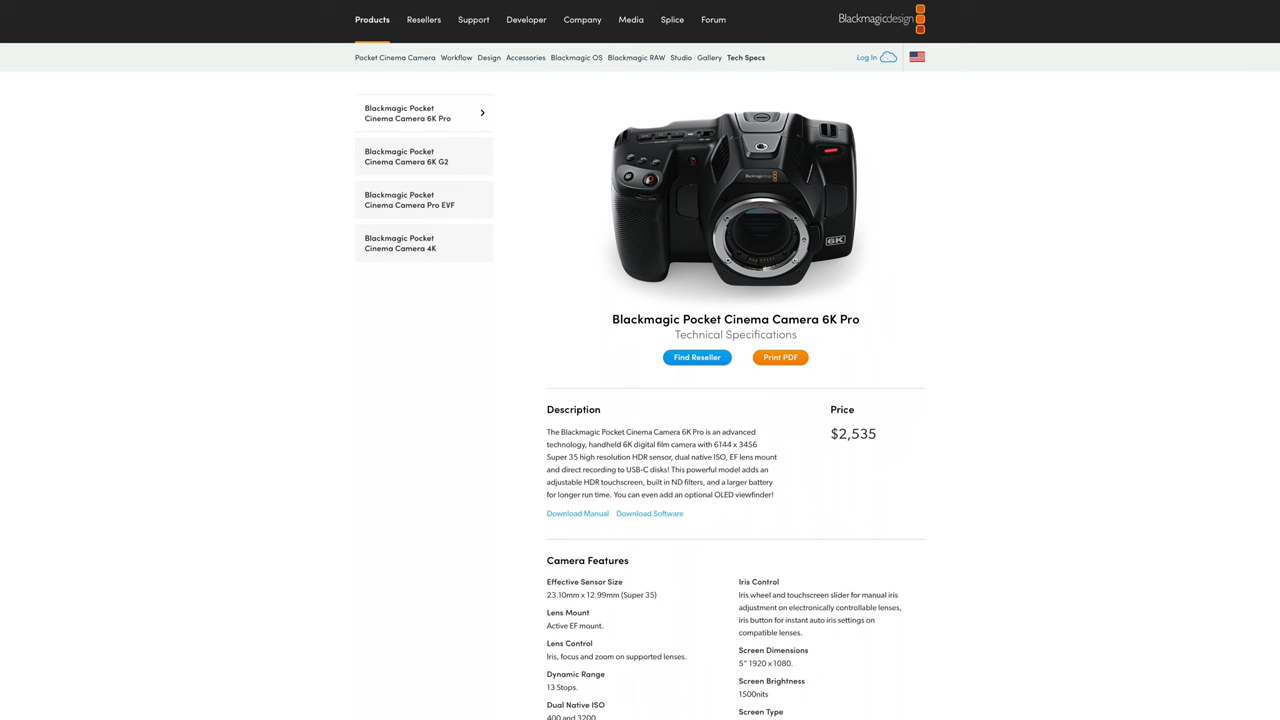 Products Resellers Support Developer Company Media Splice Forum
Blackmagicdesign
Pocket Cinema Camera Workflow Design Accessories Blackmagic OS Blackmagic RAW Studio Gallery Tech Specs
Log In
Blackmagic Pocket
Cinema Camera 6K Pro
Blackmagic Pocket
Cinema Camera 6K G2
Blackmagic Pocket
Cinema Camera Pro EVF
Blackmagic Pocket
Cinema Camera 4K
Blackmagicdesign
6K
Blackmagic Pocket Cinema Camera 6K Pro
Technical Specifications
Find Reseller
Print PDF
Description
The Blackmagic Pocket Cinema Camera 6K Pro is an advanced
technology, handheld 6K digital film camera with 6144 x 3456
Super 35 high resolution HDR sensor, dual native ISO, EF lens mount
and direct recording to USB-C disks! This powerful model adds an
adjustable HDR touchscreen, built in ND filters, and a larger battery
for longer run time. You can even add an optional OLED viewfinder!
Download Manual Download Software
Price
$2,535
Camera Features
Effective Sensor Size
23.10mm x 12.99mm (Super 35)
Lens Mount
Active EF mount.
Lens Control
Iris, focus and zoom on supported lenses.
Dynamic Range
13 Stops.
Dual Native ISO
400 and 3200
Iris Control
Iris wheel and touchscreen slider for manual iris
adjustment on electronically controllable lenses,
iris button for instant auto iris settings on
compatible lenses.
Screen Dimensions
5" 1920 x 1080.
Screen Brightness
1500nits
Screen Type